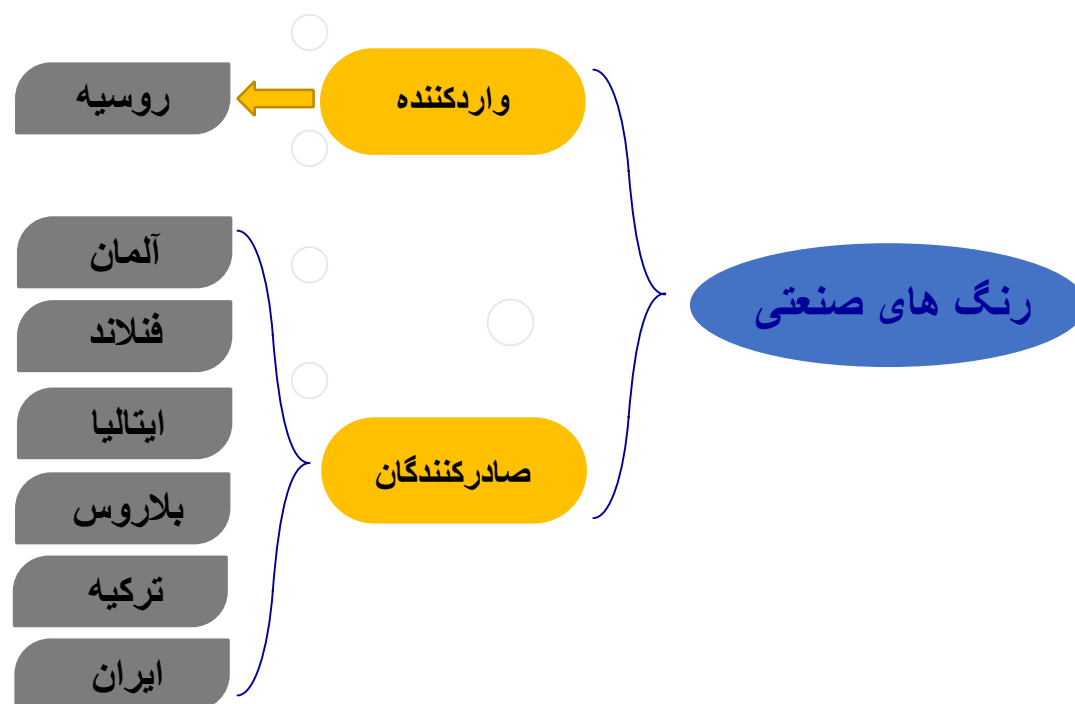 رنگ های صنعتی
واردکننده
روسیه
صادرکنندگان
آلمان
فنلاند
ایتالیا
بلاروس
ترکیه
ایران